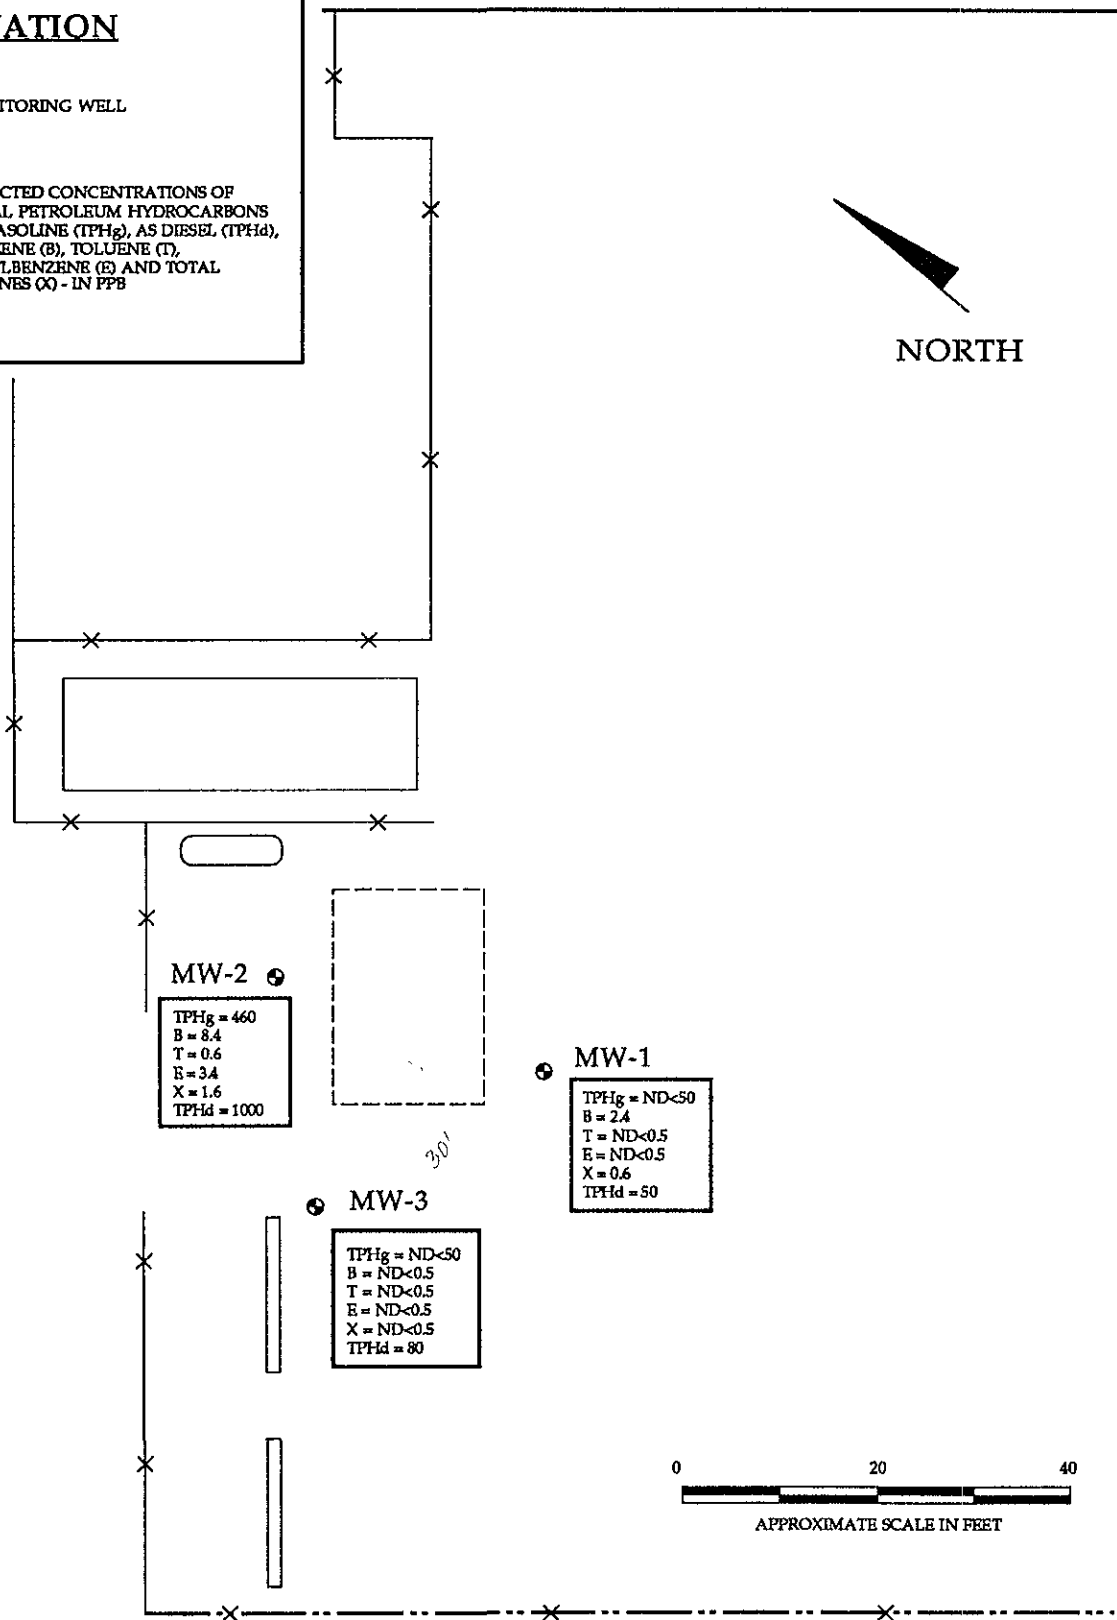 ATION
ITORING WELL
CTED CONCENTRATIONS OF
AL PETROLEUM HYDROCARBONS
ASOLINE (TPHg), AS DIESEL (TPHd),
ENE (B), TOLUENE (T),
LBENZENE (E) AND TOTAL
NES (X) - IN PPB
NORTH
MW-2
TPHg = 460
B = 8.4
T = 0.6
E = 3.4
X = 1.6
TPHd = 1000
MW-1
TPHg = ND<50
B = 2.4
T = ND<0.5
E = ND<0.5
X = 0.6
TPHd = 50
30'
MW-3
TPHg = ND<50
B = ND<0.5
T = ND<0.5
E = ND<0.5
X = ND<0.5
TPHd = 80
0 20 40
APPROXIMATE SCALE IN FEET